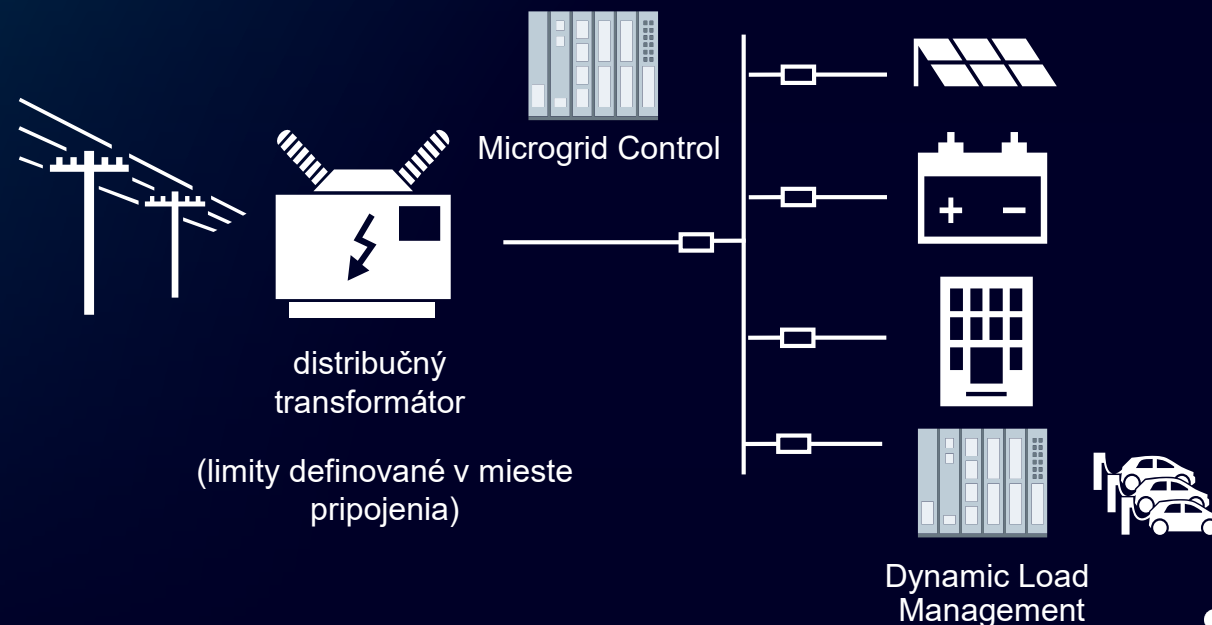 Microgrid Control
distribučný
transformátor
(limity definované v mieste
pripojenia)
Dynamic Load
Management